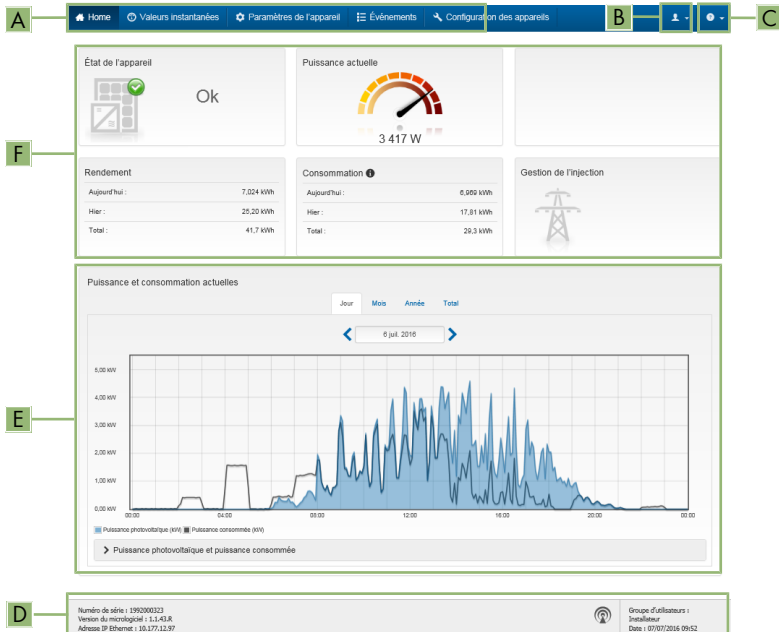 A
Home Valeurs instantanées Paramètres de l'appareil Événements Configuration des appareils
B
C
F
État de l'appareil
Ok
Puissance actuelle
3 417 W
Rendement
Aujourd'hui : 7,024 kWh
Hier : 25,20 kWh
Total : 41,7 kWh
Consommation
Aujourd'hui : 6,969 kWh
Hier : 17,81 kWh
Total : 29,3 kWh
Gestion de l'injection
E
Puissance et consommation actuelles
Jour Mois Année Total
6 juil. 2016
5,00 kW
4,00 kW
3,00 kW
2,00 kW
1,00 kW
0,00 kW
00:00 04:00 08:00 12:00 16:00 20:00 00:00
Puissance photovoltaïque (kW) Puissance consommée (kW)
Puissance photovoltaïque et puissance consommée
D
Numéro de série : 1992000323
Version du micrologiciel : 1.1.43.R
Adresse IP Ethernet : 10.177.12.97
Groupe d'utilisateurs :
Installateur
Date : 07/07/2016 09:52